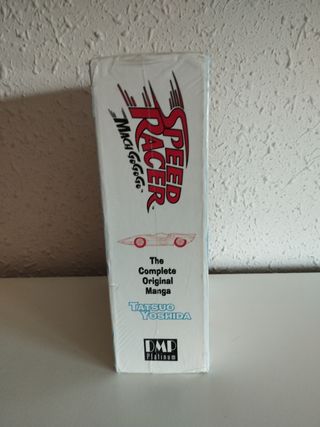 SPEED
RACER
MACH GoGoGo
The
Complete
Original
Manga
TATSUO
YOSHIDA
DMP
Platinum